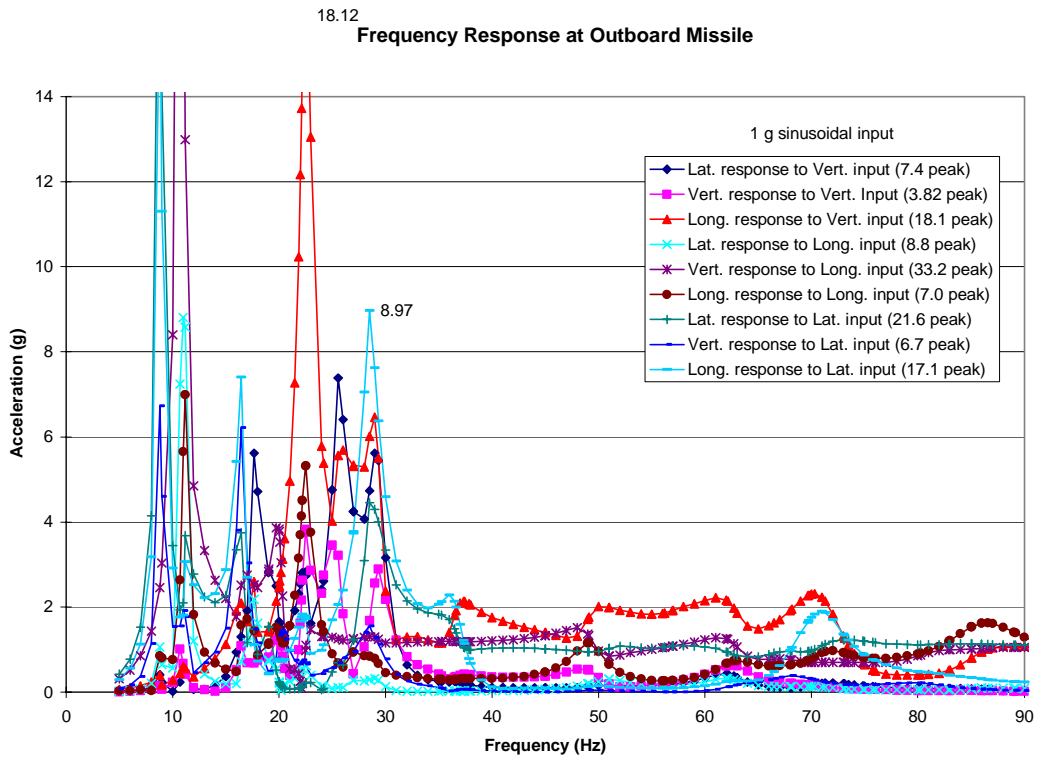 18.12
Frequency Response at Outboard Missile
14
12
10
8
6
4
2
0
Acceleration (g)
1 g sinusoidal input
Lat. response to Vert. input (7.4 peak)
Vert. response to Vert. Input (3.82 peak)
Long. response to Vert. input (18.1 peak)
Lat. response to Long. input (8.8 peak)
Vert. response to Long. input (33.2 peak)
Long. response to Long. input (7.0 peak)
Lat. response to Lat. input (21.6 peak)
Vert. response to Lat. input (6.7 peak)
Long. response to Lat. input (17.1 peak)
8.97
0 10 20 30 40 50 60 70 80 90
Frequency (Hz)